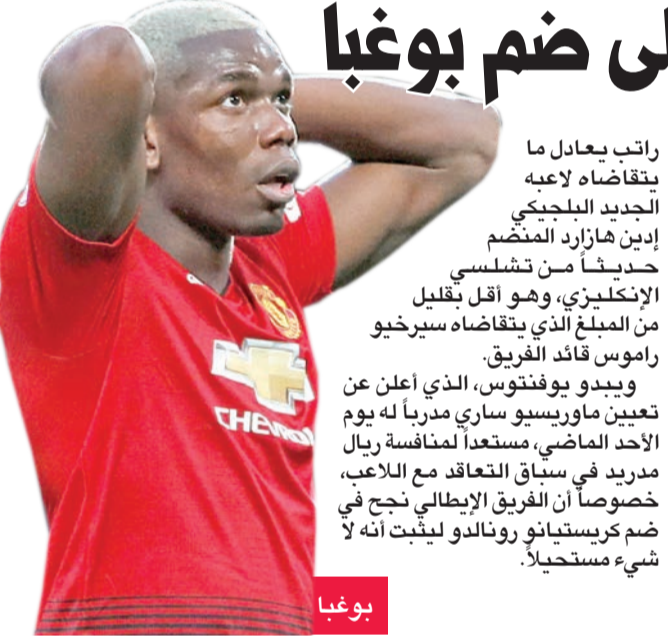 لى ضم بوغبا
راتب يعادل ما
يتقاضاه لاعبه
الجديد البلجيكي
إدين هازارد المنضم
حديثاً من تشلسي
الإنكليزي، وهو أقل بقليل
من المبلغ الذي يتقاضاه سيرخيو
راموس قائد الفريق.
ويبدو يوفنتوس، الذي أعلن عن
تعيين ماوريسيو ساري مدرباً له يوم
الأحد الماضي، مستعداً لمنافسة ريال
مدريد في سباق التعاقد مع اللاعب،
خصوصاً أن الفريق الإيطالي نجح في
ضم كريستيانو رونالدو ليثبت أنه لا
شيء مستحيلاً.
CHEVROL
بوغبا